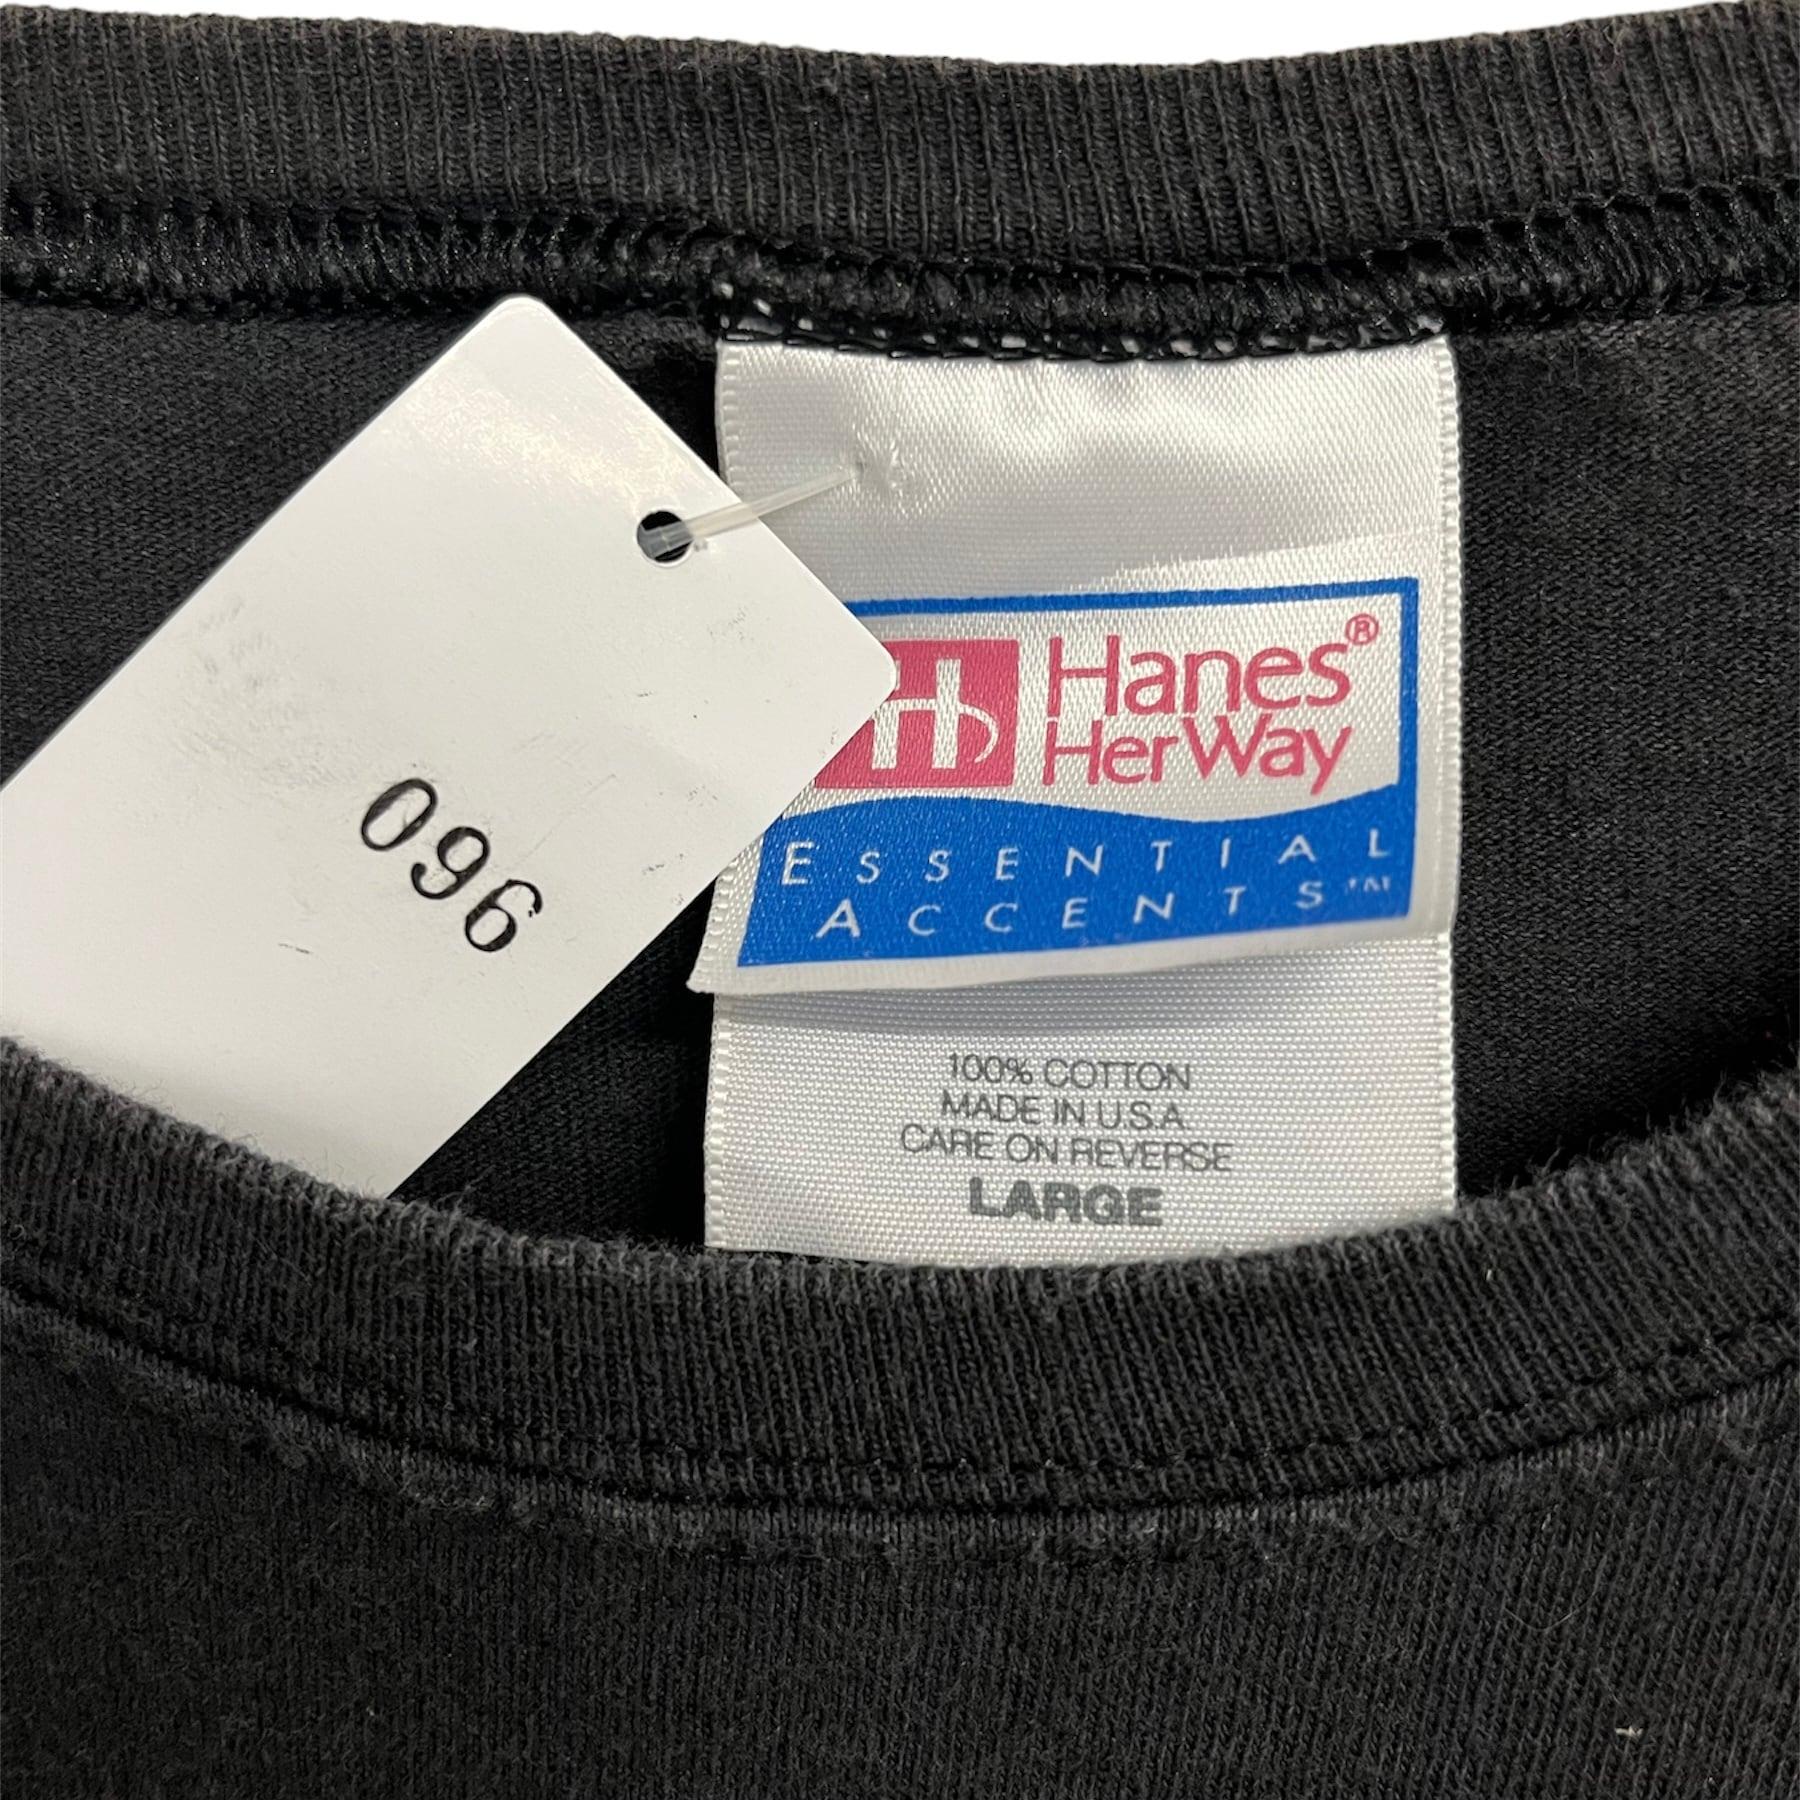 096
H
Hanes®
HerWay
ESSENTIAL
ACCENTS™
100% COTTON
MADE IN U.S.A.
CARE ON REVERSE
LARGE